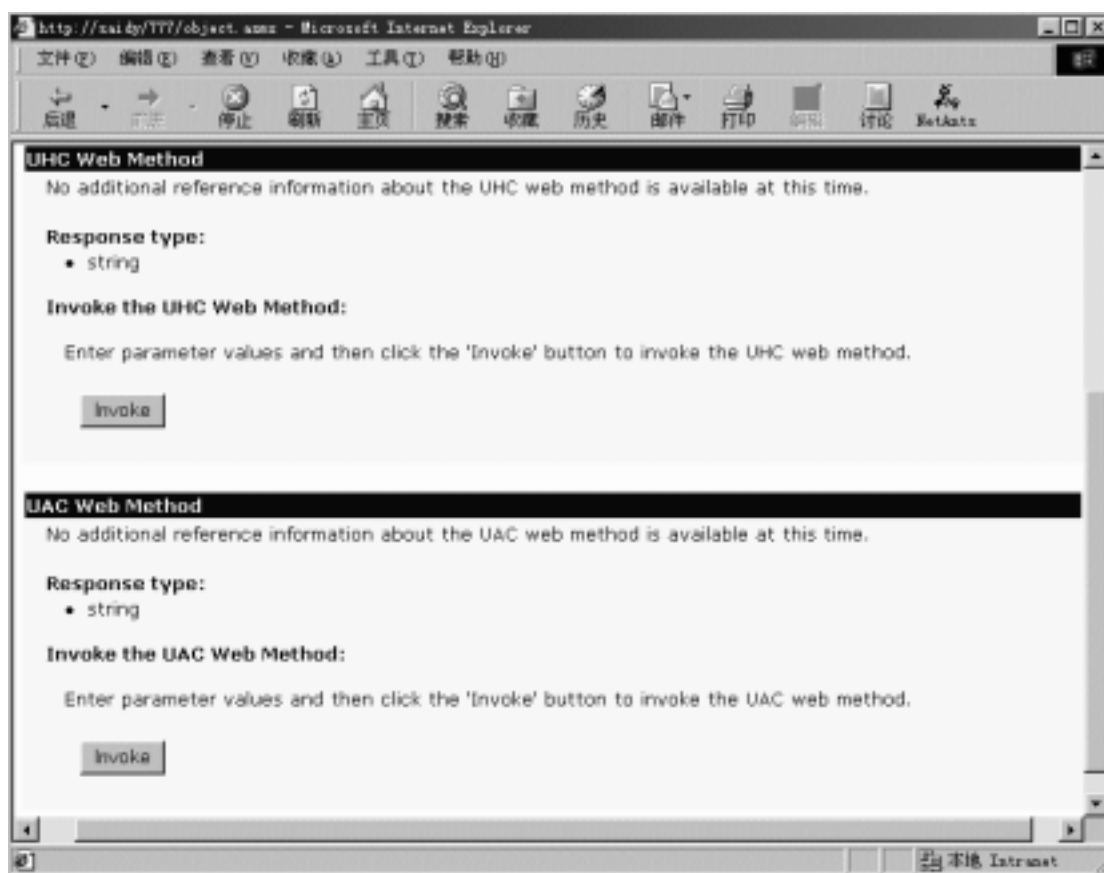 http://zaidy/777/object.asmx - Microsoft Internet Explorer
文件(F) 编辑(E) 查看(V) 收藏(A) 工具(T) 帮助(H)
后退 前进 停止 刷新 主页 搜索 收藏 历史 邮件 打印 编辑 讨论 NetAnts
UHC Web Method
No additional reference information about the UHC web method is available at this time.
Response type:
• string
Invoke the UHC Web Method:
Enter parameter values and then click the 'Invoke' button to invoke the UHC web method.
Invoke
UAC Web Method
No additional reference information about the UAC web method is available at this time.
Response type:
• string
Invoke the UAC Web Method:
Enter parameter values and then click the 'Invoke' button to invoke the UAC web method.
Invoke
本地 Intranet